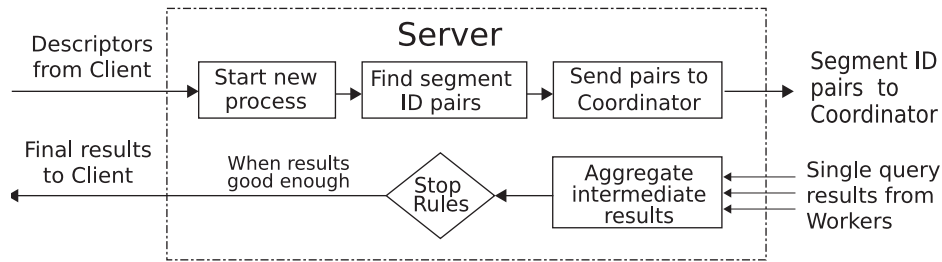 Server
Descriptors
from Client
Start new
process
Find segment
ID pairs
Send pairs to
Coordinator
Segment ID
pairs to
Coordinator
Final results
to Client
When results
good enough
Stop
Rules
Aggregate
intermediate
results
Single query
results from
Workers